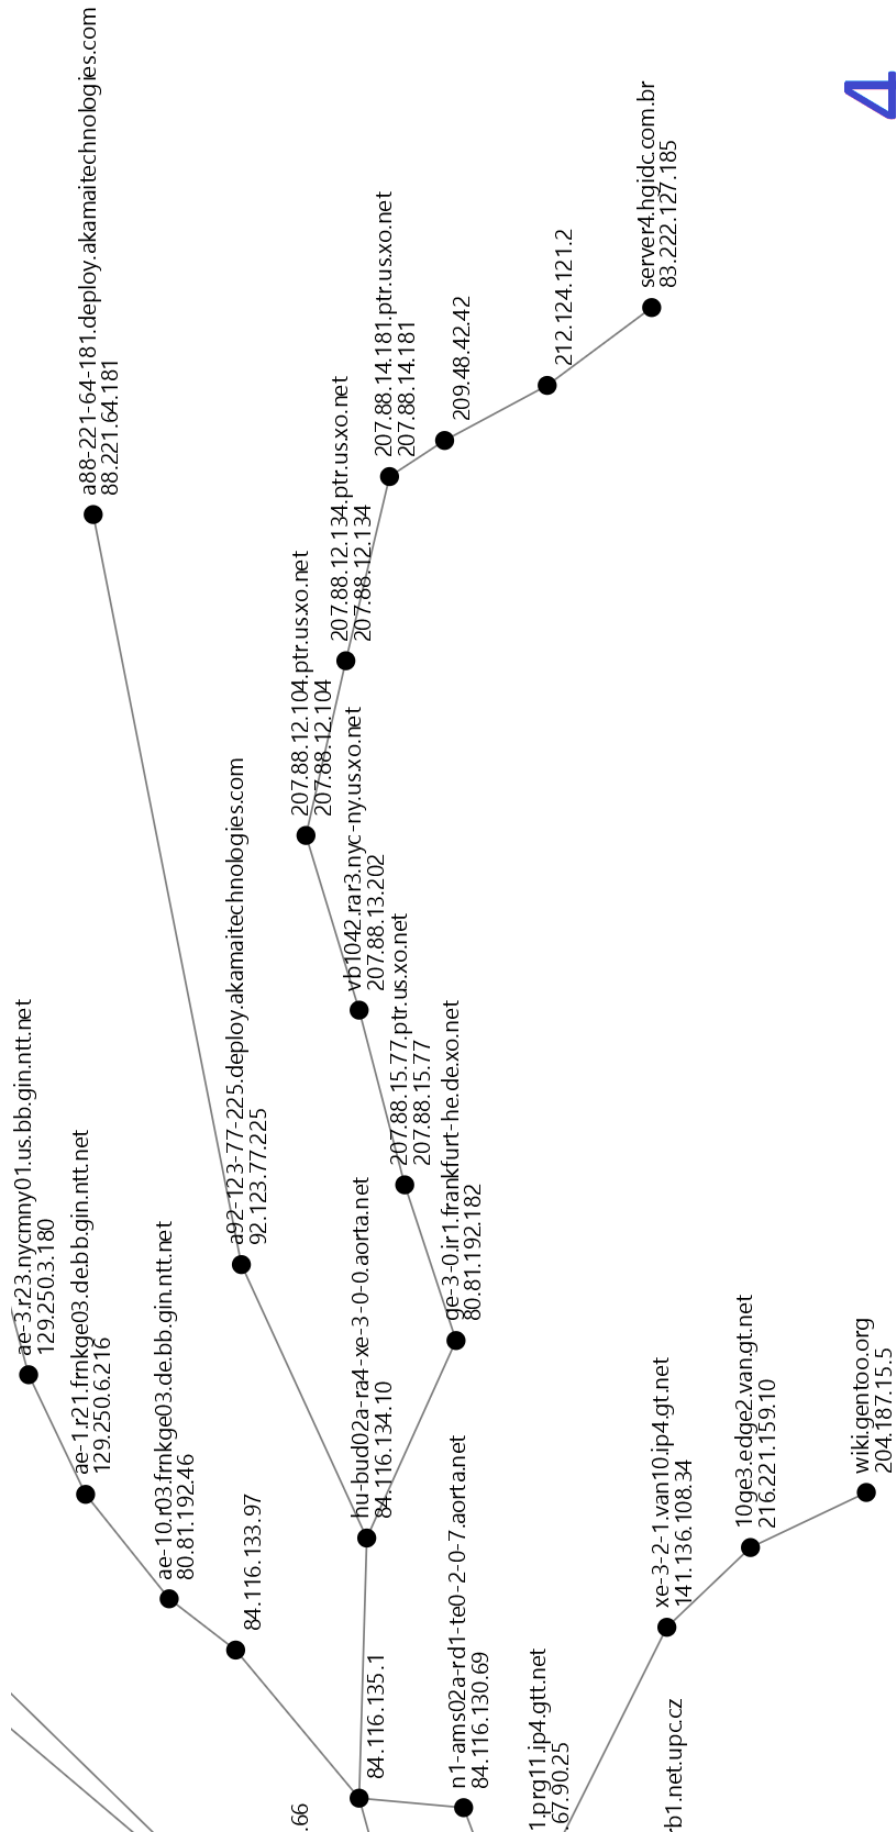 4
a88-221-64-181.deploy.akamaitechnologies.com
88.221.64.181
server4.hgidc.com.br
83.222.127.185
212.124.121.2
209.48.42.42
207.88.14.181.ptr.us.xo.net
207.88.14.181
207.88.12.134.ptr.us.xo.net
207.88.12.134
207.88.12.104.ptr.us.xo.net
207.88.12.104
vb1042.rar3.nyc-ny.us.xo.net
207.88.13.202
207.88.15.77.ptr.us.xo.net
207.88.15.77
ge-3-0.ir1.frankfurt-he.de.xo.net
80.81.192.182
a92-123-77-225.deploy.akamaitechnologies.com
92.123.77.225
ae-3.r23.nycmny01.us.bb.gin.ntt.net
129.250.3.180
ae-1.r21.frnkge03.de.bb.gin.ntt.net
129.250.6.216
ae-10.r03.frnkge03.de.bb.gin.ntt.net
80.81.192.46
84.116.133.97
hu-bud02a-ra4-xe-3-0-0.aorta.net
84.116.134.10
84.116.135.1
n1-ams02a-rd1-te0-2-0-7.aorta.net
84.116.130.69
xe-3-2-1.van10.ip4.gt.net
141.136.108.34
10ge3.edge2.van.gt.net
216.221.159.10
wiki.gentoo.org
204.187.15.5
1.prg11.ip4.gtt.net
67.90.25
rb1.net.upc.cz
.66